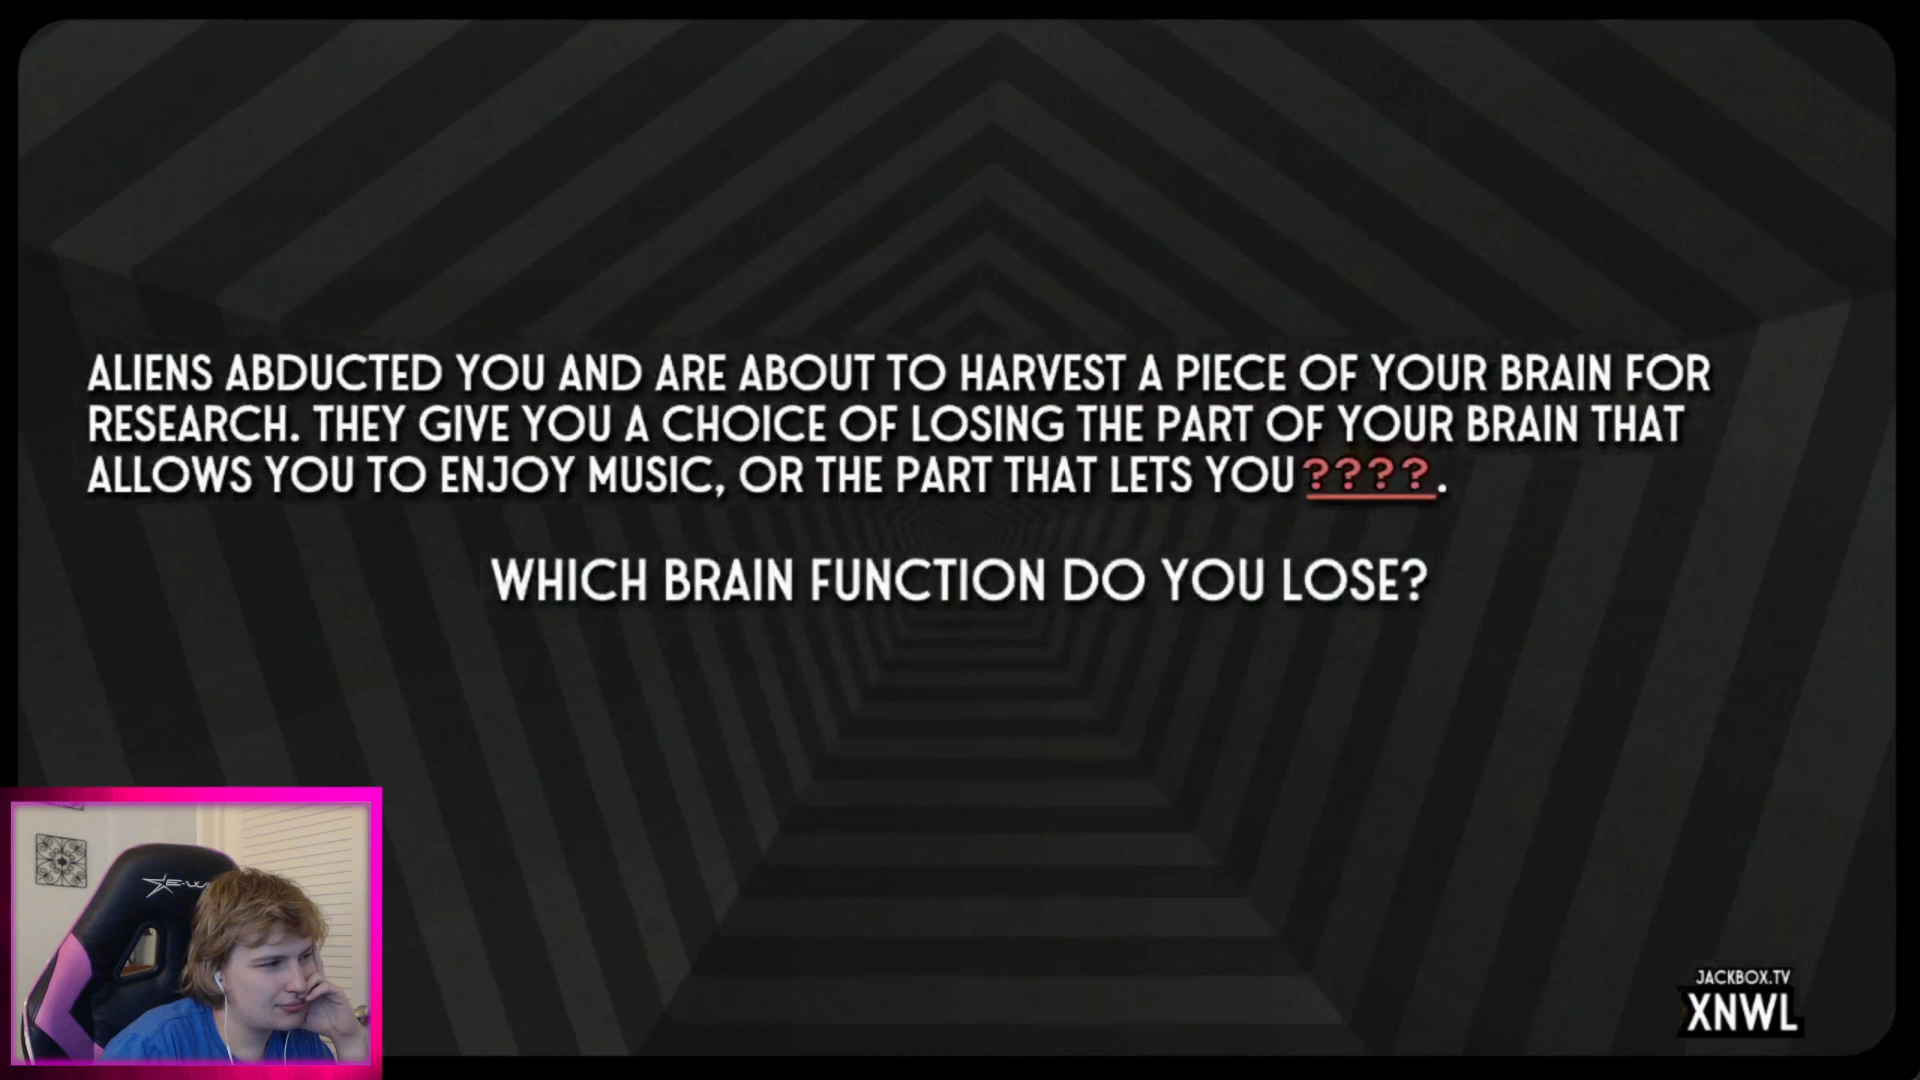 ALIENS ABDUCTED YOU AND ARE ABOUT TO HARVEST A PIECE OF YOUR BRAIN FOR
RESEARCH. THEY GIVE YOU A CHOICE OF LOSING THE PART OF YOUR BRAIN THAT
ALLOWS YOU TO ENJOY MUSIC, OR THE PART THAT LETS YOU ????.
WHICH BRAIN FUNCTION DO YOU LOSE?
JACKBOX.TV
XNWL